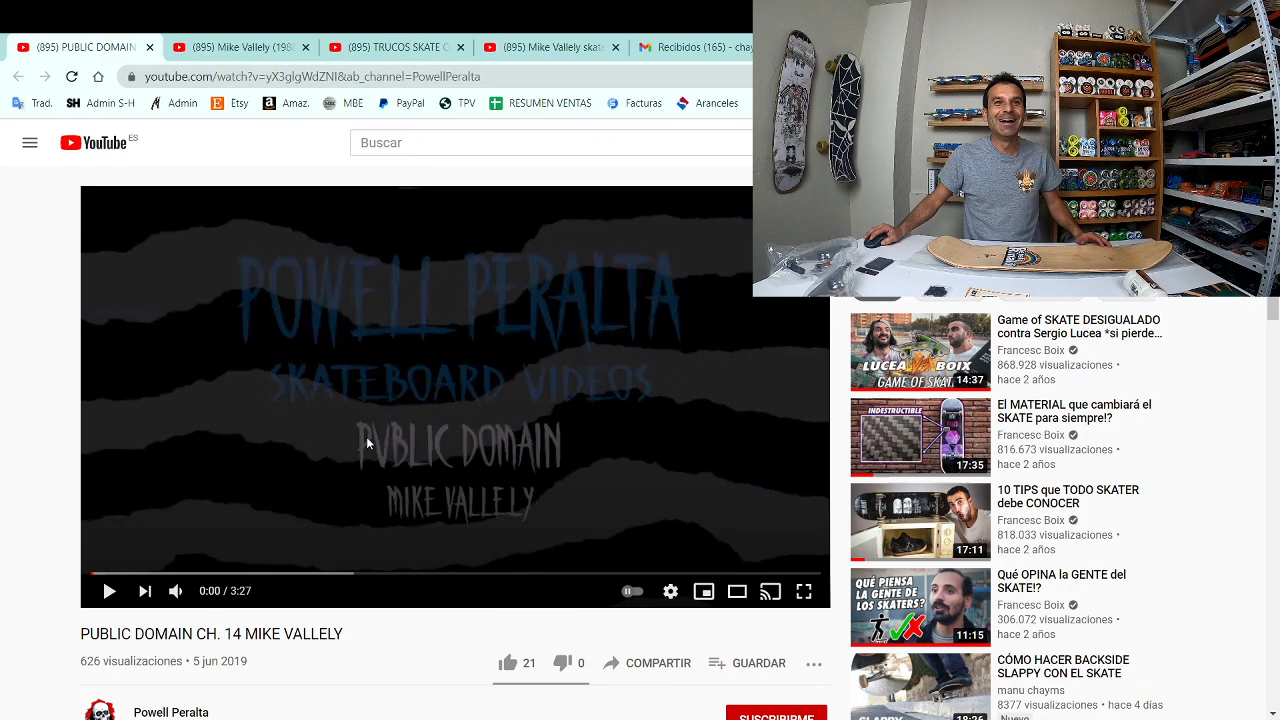 (895) PUBLIC DOMAIN
(895) Mike Vallely (198
(895) Mike Vallely skat
Recibidos (165) - chay
youtube.com/watch?v=yX3glgWdZNI&ab_channel=PowellPeralta
Trad.
SH Admin S-H
Admin
Etsy
Amaz.
MBE
PayPal
TPV
RESUMEN VENTAS
Facturas
Aranceles
YouTube ES
Buscar
POWELL PERALTA
SKATEBOARD VIDEOS
PUBLIC DOMAIN
MIKE VALLELY
0:00 / 3:27
PUBLIC DOMAIN CH. 14 MIKE VALLELY
626 visualizaciones
21
0
COMPARTIR
GUARDAR
Powell Peralta
SUSCRIBIRME
LUCEA BOIX
GAME OF SKAT
14:37
Game of SKATE DESIGUALADO
contra Sergio Lucea *si pierde...
Francesc Boix
868.928 visualizaciones •
hace 2 años
INDESTRUCTIBLE
17:35
El MATERIAL que cambiará el
SKATE para siempre!?
Francesc Boix
816.673 visualizaciones •
hace 2 años
17:11
10 TIPS que TODO SKATER
debe CONOCER
Francesc Boix
818.033 visualizaciones •
hace 2 años
QUÉ PIENSA
LA GENTE DE
LOS SKATERS?
11:15
Qué OPINA la GENTE del
SKATE!?
Francesc Boix
306.072 visualizaciones •
hace 2 años
SLAPPY
18:26
CÓMO HACER BACKSIDE
SLAPPY CON EL SKATE
manu chayms
8377 visualizaciones • hace 4 días
Nuevo